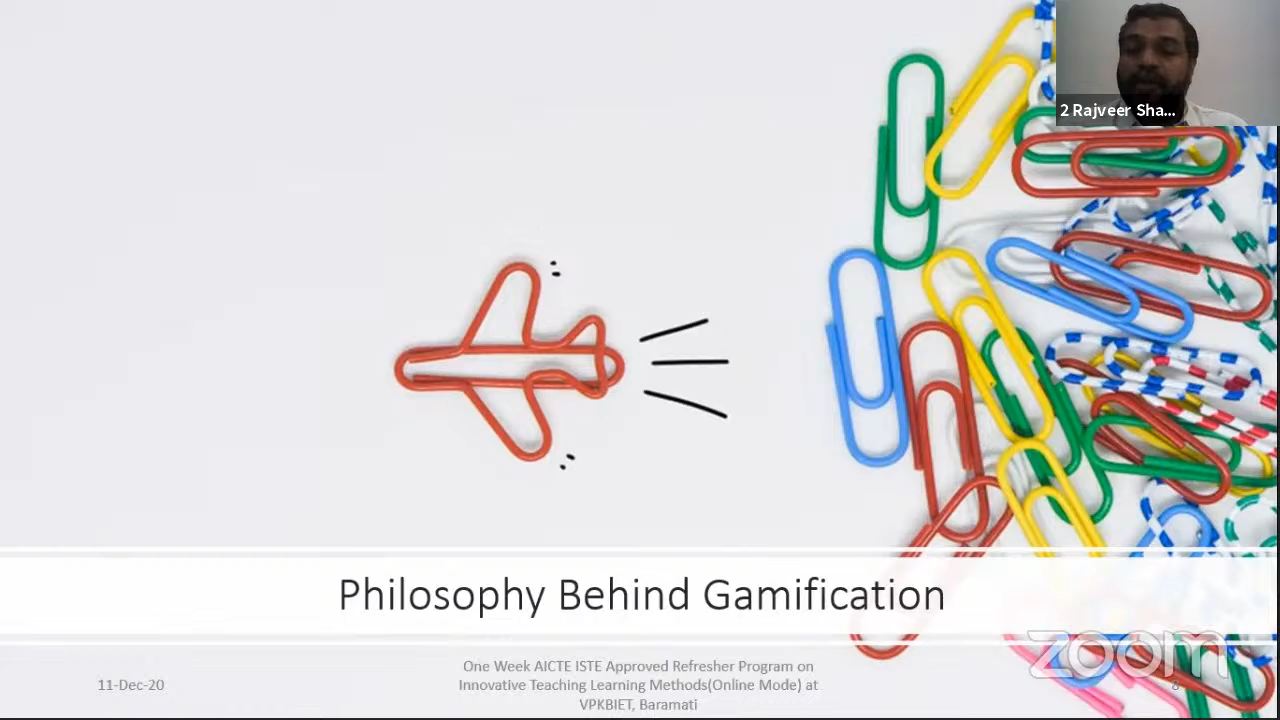 2 Rajveer Sha...
Philosophy Behind Gamification
One Week AICTE ISTE Approved Refresher Program on
Innovative Teaching Learning Methods(Online Mode) at
VPKBIET, Baramati
11-Dec-20
zoom